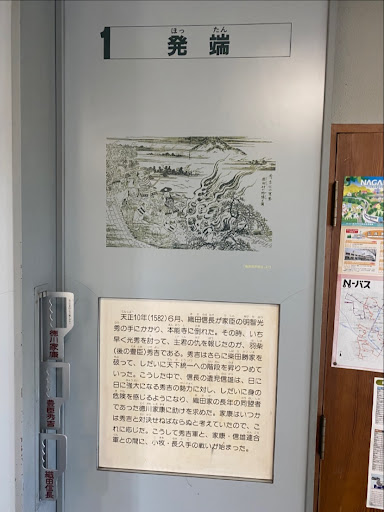 1 発端
ほっ たん
天正10年(1582)6月、織田信長が家臣の明智光
秀の手にかかり、本能寺に倒れた。その時、いち
早く光秀を討って、主君の仇を報じたのが、羽柴
(後の豊臣)秀吉である。秀吉はさらに柴田勝家を
破って、しだいに天下統一への階段を昇りつめて
いった。こうした中で、信長の遺児信雄は、日に
日に強大になる秀吉の勢力に対し、しだいに身の
危険を感じるようになり、織田家の長年の同盟者
であった徳川家康に助けを求めた。家康はいつか
は秀吉と対決せねばならぬと考えていたので、こ
れに応じた。こうして秀吉軍と、家康・信雄連合
軍との間に、小牧・長久手の戦いが始まった。
徳川家康
豊臣秀吉
織田信長
NAGA
N-バス